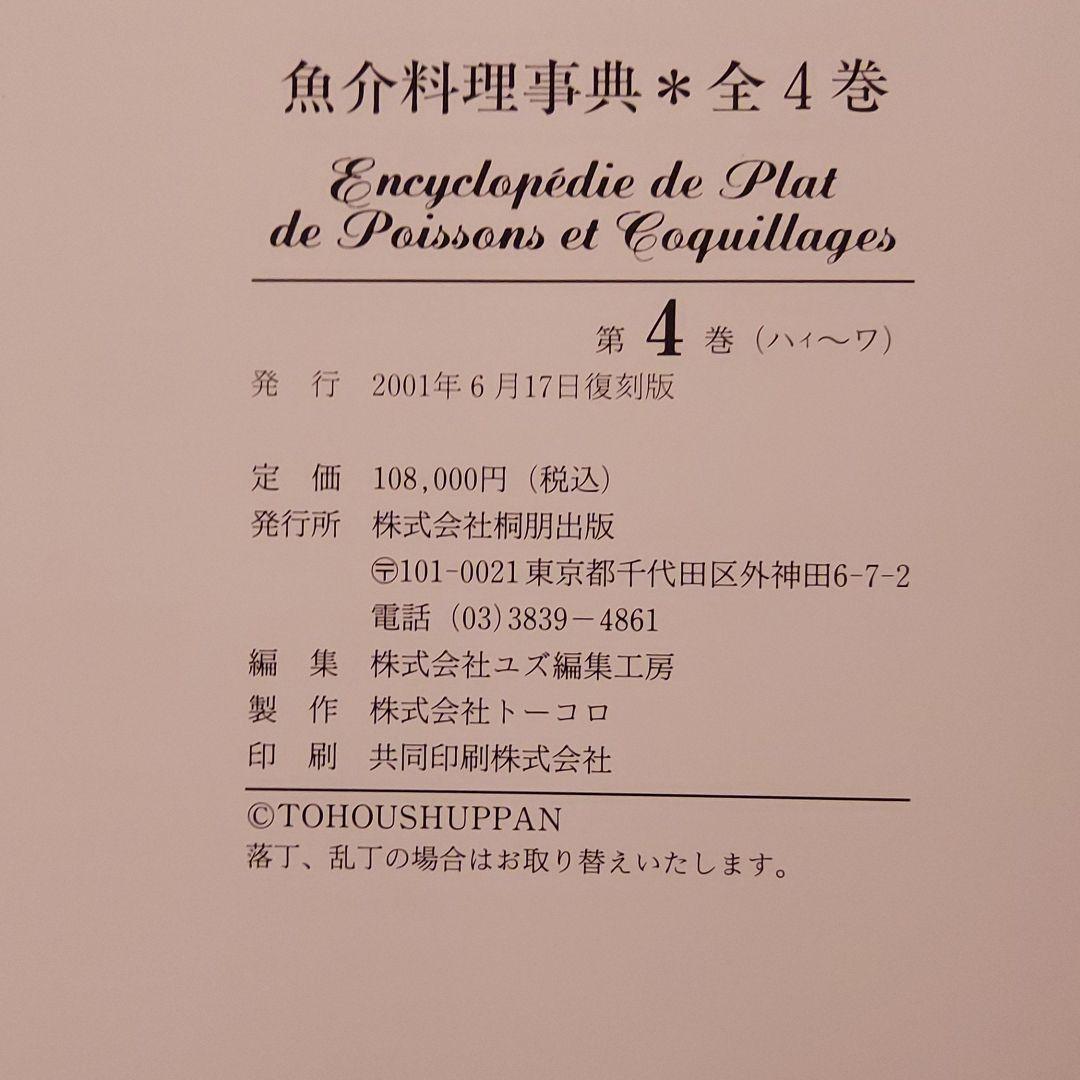 魚介料理事典＊全4巻
Encyclopédie de Plat
de Poissons et Coquillages
第4巻（ハィ〜ワ）
発　行　2001年6月17日復刻版
定　価　108,000円（税込）
発行所　株式会社桐朋出版
〶101-0021東京都千代田区外神田6-7-2
電話（03)3839－4861
編　集　株式会社ユズ編集工房
製　作　株式会社トーコロ
印　刷　共同印刷株式会社
©TOHOUSHUPPAN
落丁、乱丁の場合はお取り替えいたします。